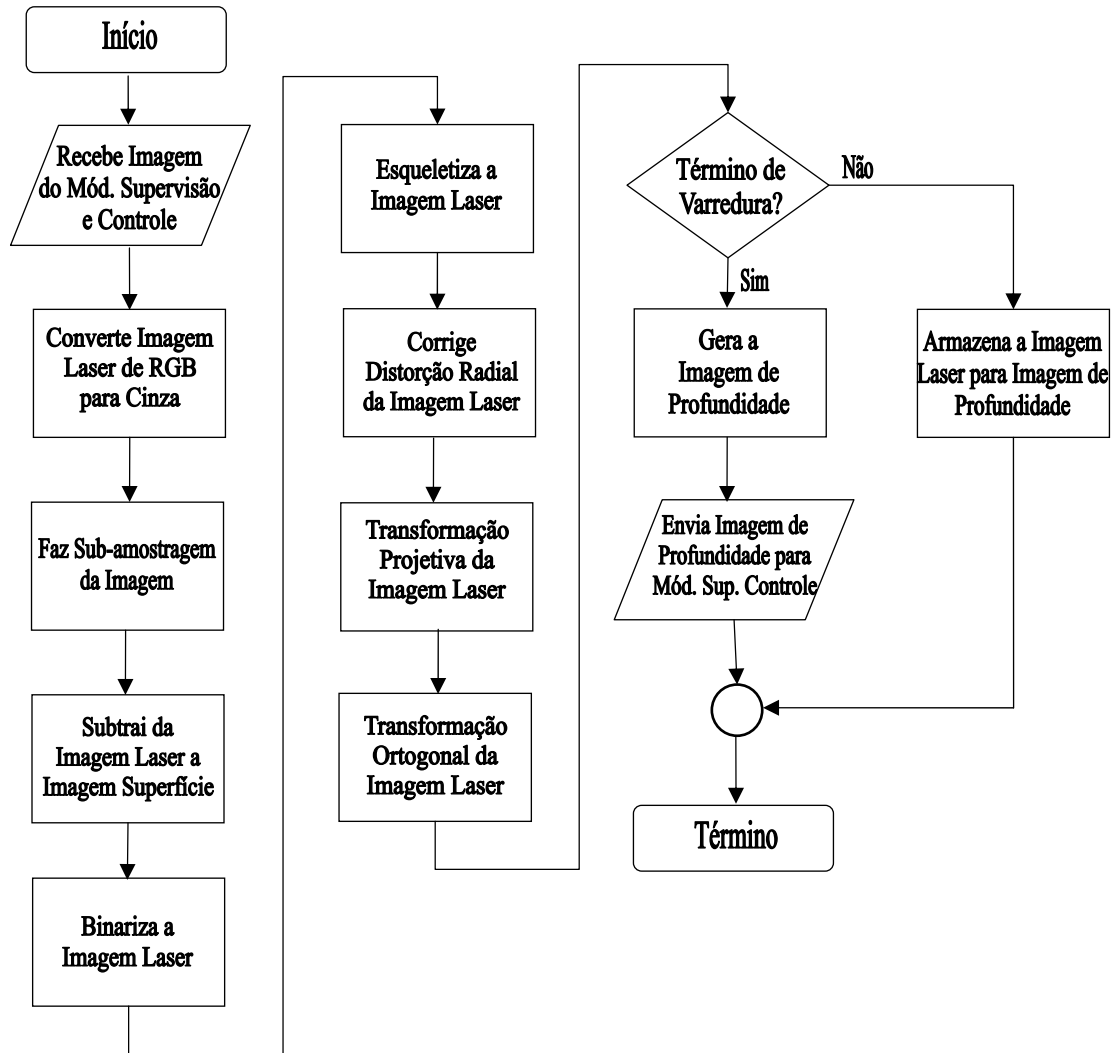 Início
Recebe Imagem
do Mód. Supervisão
e Controle
Converte Imagem
Laser de RGB
para Cinza
Faz Sub-amostragem
da Imagem
Subtrai da
Imagem Laser a
Imagem Superfície
Binariza a
Imagem Laser
Esqueletiza a
Imagem Laser
Corrige
Distorção Radial
da Imagem Laser
Transformação
Projetiva da
Imagem Laser
Transformação
Ortogonal da
Imagem Laser
Término de
Varredura?
Não
Sim
Gera a
Imagem de
Profundidade
Armazena a Imagem
Laser para Imagem de
Profundidade
Envia Imagem de
Profundidade para
Mód. Sup. Controle
Término